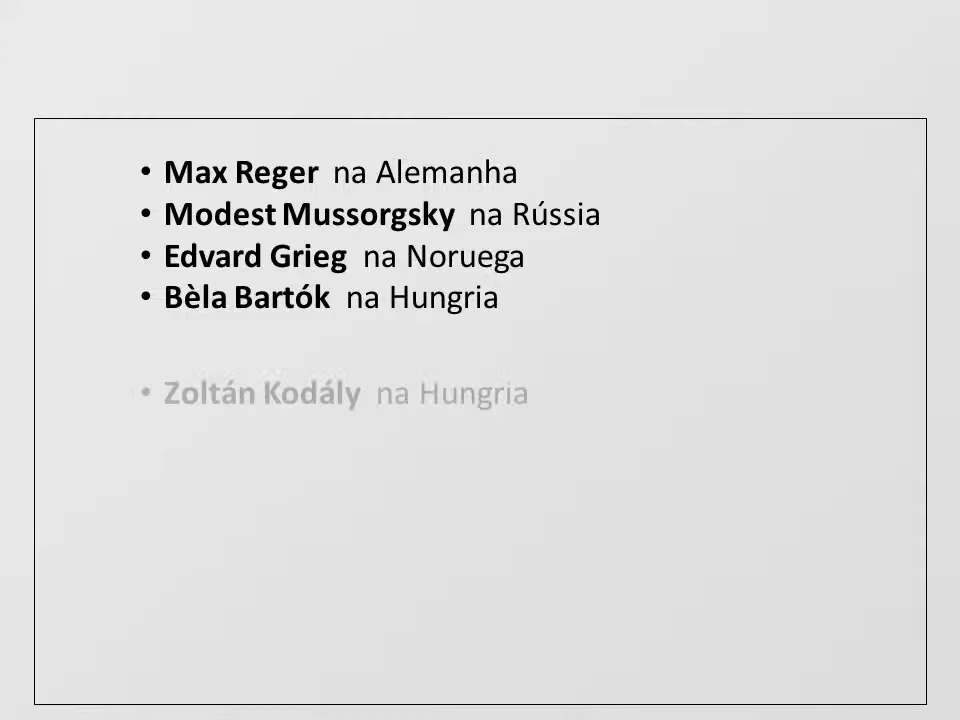 • Max Reger na Alemanha
• Modest Mussorgsky na Rússia
• Edvard Grieg na Noruega
• Bèla Bartók na Hungria
• Zoltán Kodály na Hungria